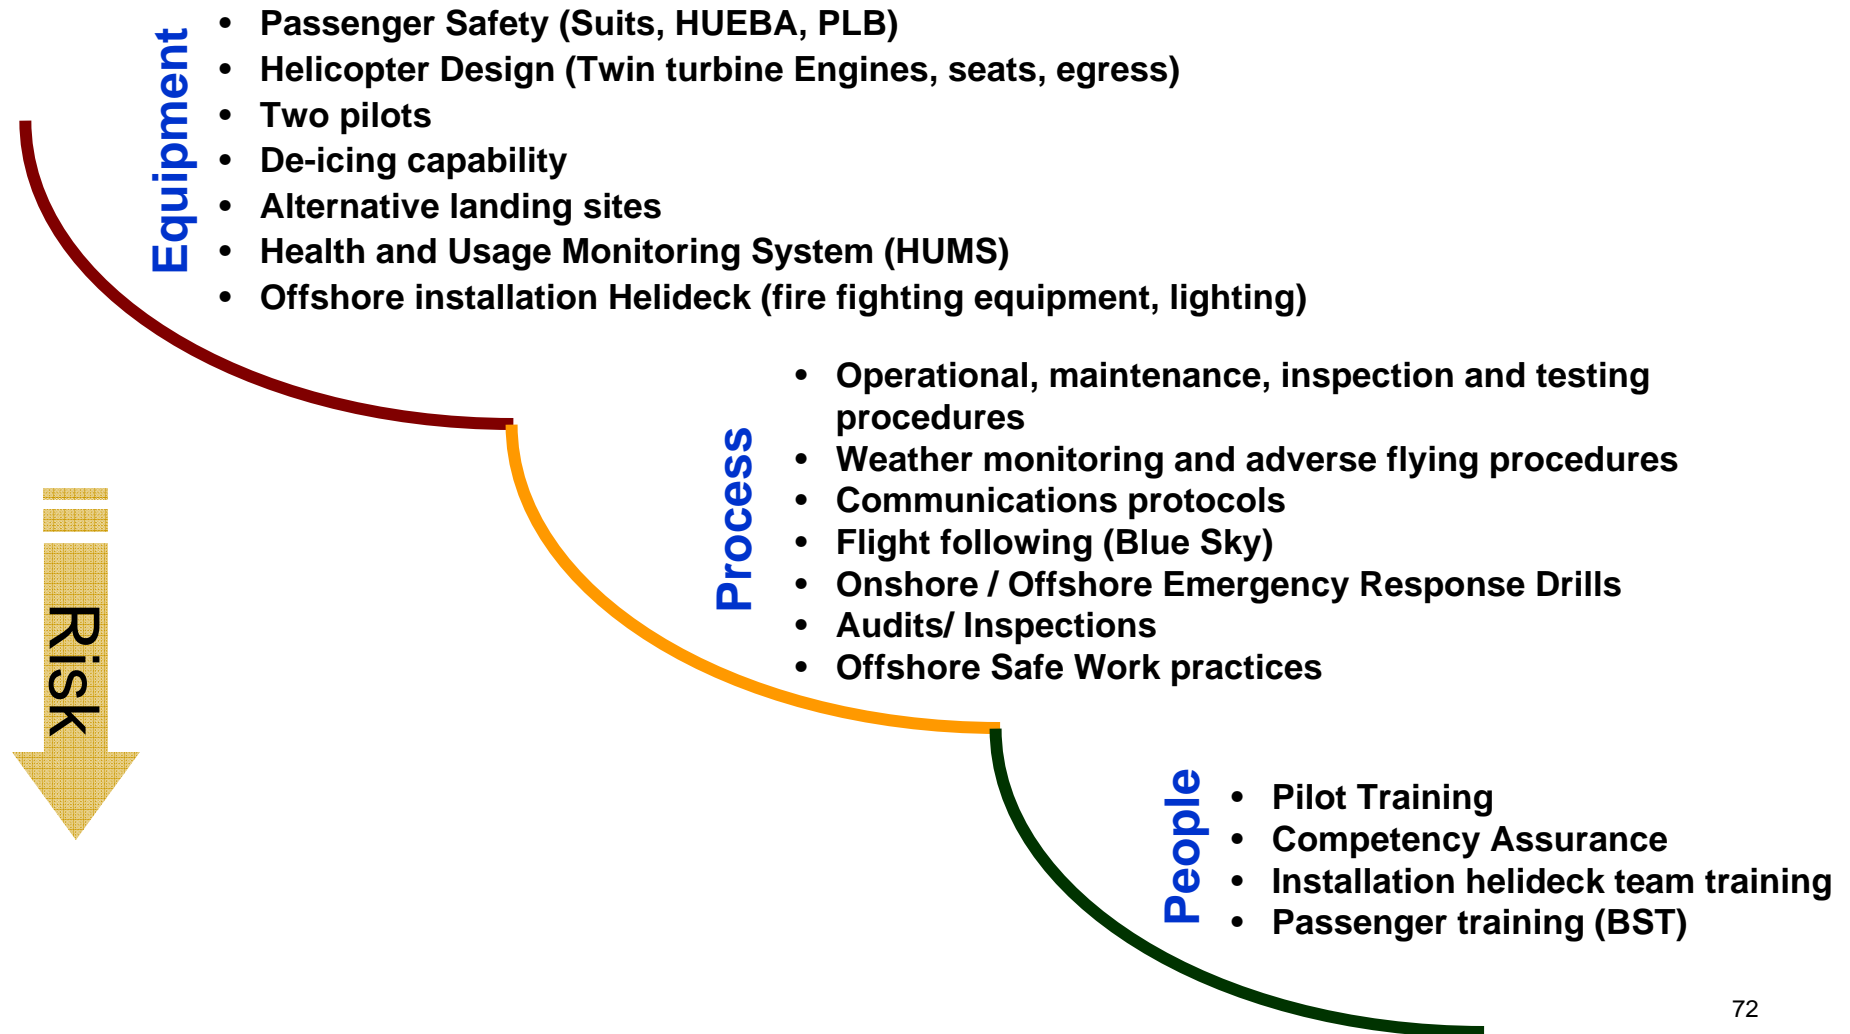 Equipment
• Passenger Safety (Suits, HUEBA, PLB)
• Helicopter Design (Twin turbine Engines, seats, egress)
• Two pilots
• De-icing capability
• Alternative landing sites
• Health and Usage Monitoring System (HUMS)
• Offshore installation Helideck (fire fighting equipment, lighting)
Process
• Operational, maintenance, inspection and testing
procedures
• Weather monitoring and adverse flying procedures
• Communications protocols
• Flight following (Blue Sky)
• Onshore / Offshore Emergency Response Drills
• Audits/ Inspections
• Offshore Safe Work practices
Risk
People
• Pilot Training
• Competency Assurance
• Installation helideck team training
• Passenger training (BST)
72